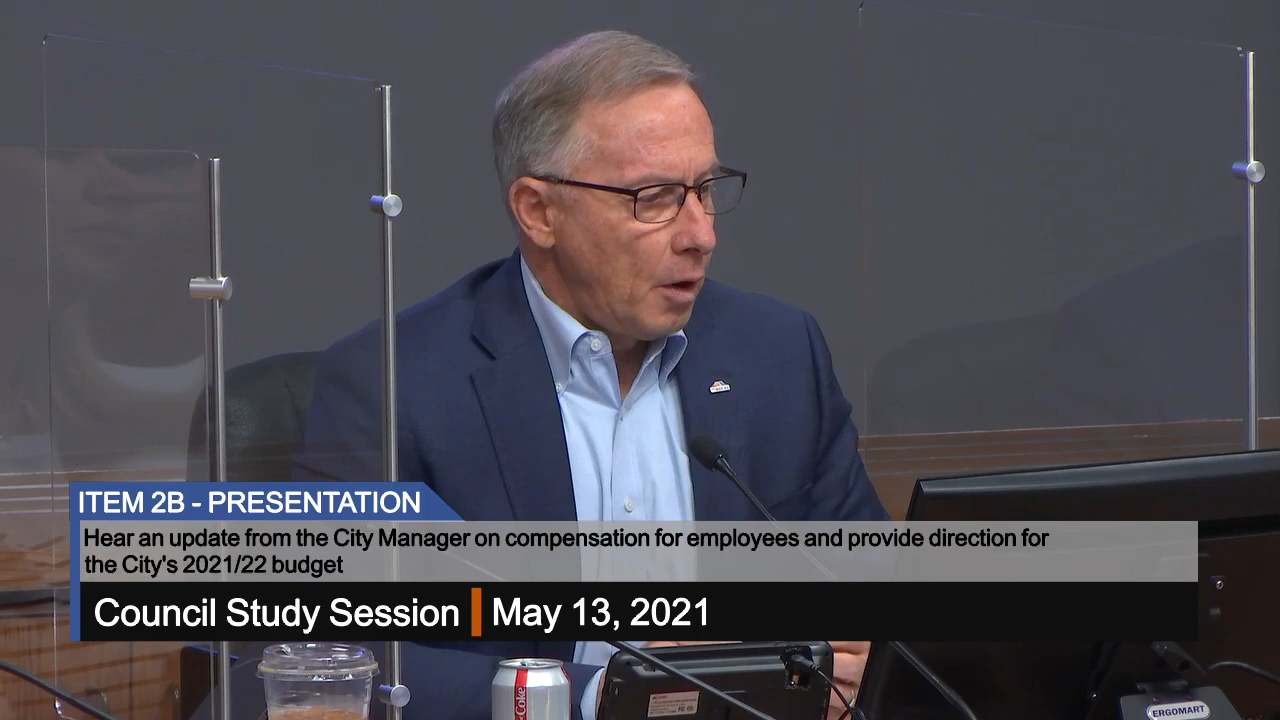 ITEM 2B - PRESENTATION
Hear an update from the City Manager on compensation for employees and provide direction for
the City's 2021/22 budget
Council Study Session
May 13, 2021
Coke
ERGOMART